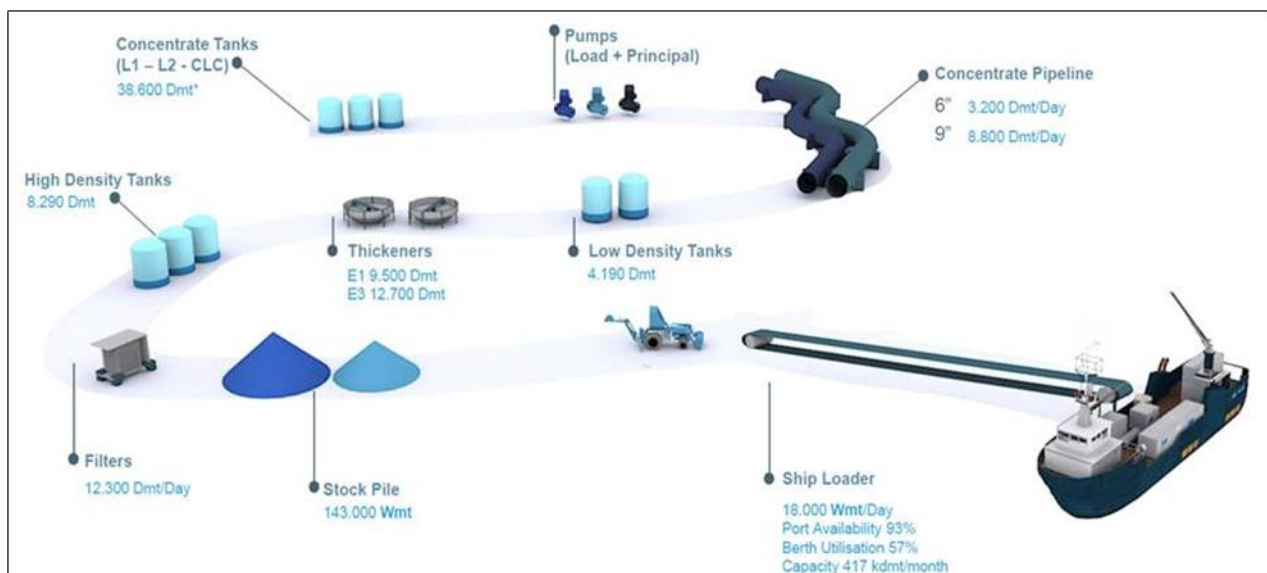 Concentrate Tanks
(L1 – L2 - CLC)
38.600 Dmt*
Pumps
(Load + Principal)
Concentrate Pipeline
6” 3.200 Dmt/Day
9” 8.800 Dmt/Day
High Density Tanks
8.290 Dmt
Thickeners
E1 9.500 Dmt
E3 12.700 Dmt
Low Density Tanks
4.190 Dmt
Filters
12.300 Dmt/Day
Stock Pile
143.000 Wmt
Ship Loader
18.000 Wmt/Day
Port Availability 93%
Berth Utilisation 57%
Capacity 417 kdmt/month